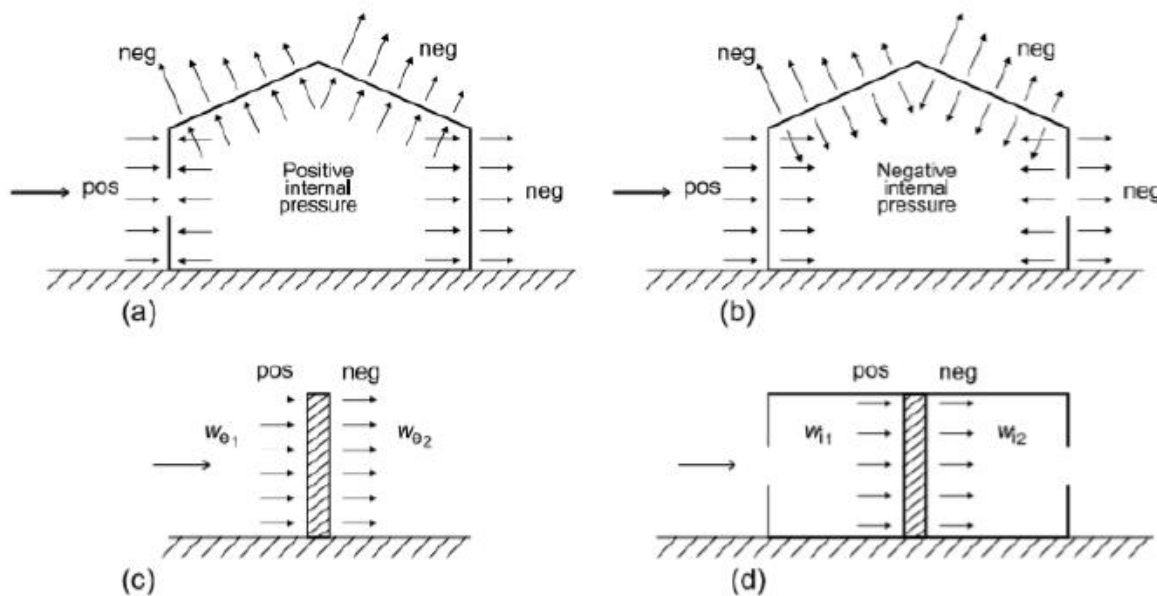 neg
neg
pos
Positive
internal
pressure
neg
(a)
neg
neg
pos
Negative
internal
pressure
neg
(b)
pos neg
We1
We2
(c)
pos neg
Wi1
Wi2
(d)